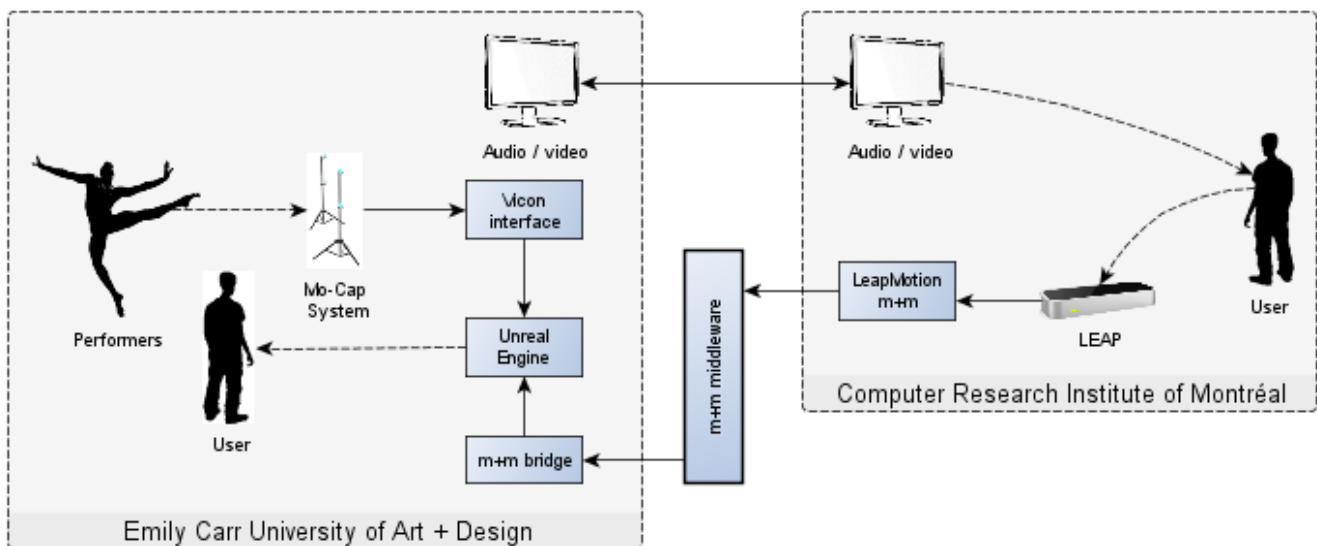 Audio / video
Vicon
interface
Mo-Cap
System
Performers
Unreal
Engine
User
m+m bridge
Emily Carr University of Art + Design
m+m middleware
Audio / video
LeapMotion
m+m
LEAP
User
Computer Research Institute of Montréal